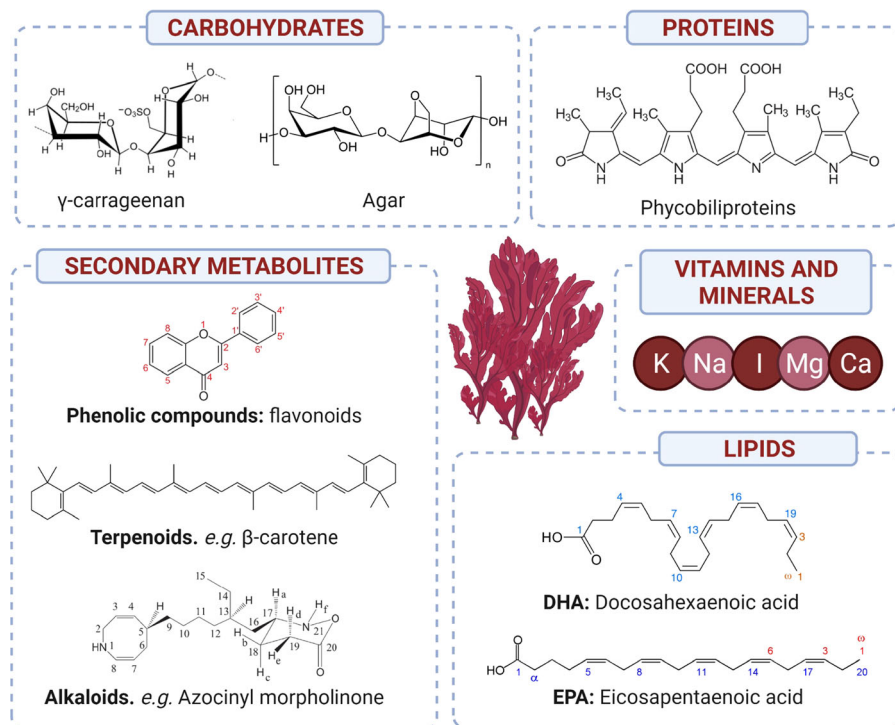 CARBOHYDRATES
γ-carrageenan
Agar
PROTEINS
Phycobiliproteins
SECONDARY METABOLITES
Phenolic compounds: flavonoids
Terpenoids. e.g. β-carotene
Alkaloids. e.g. Azocinyl morpholinone
VITAMINS AND
MINERALS
K Na I Mg Ca
LIPIDS
DHA: Docosahexaenoic acid
EPA: Eicosapentaenoic acid